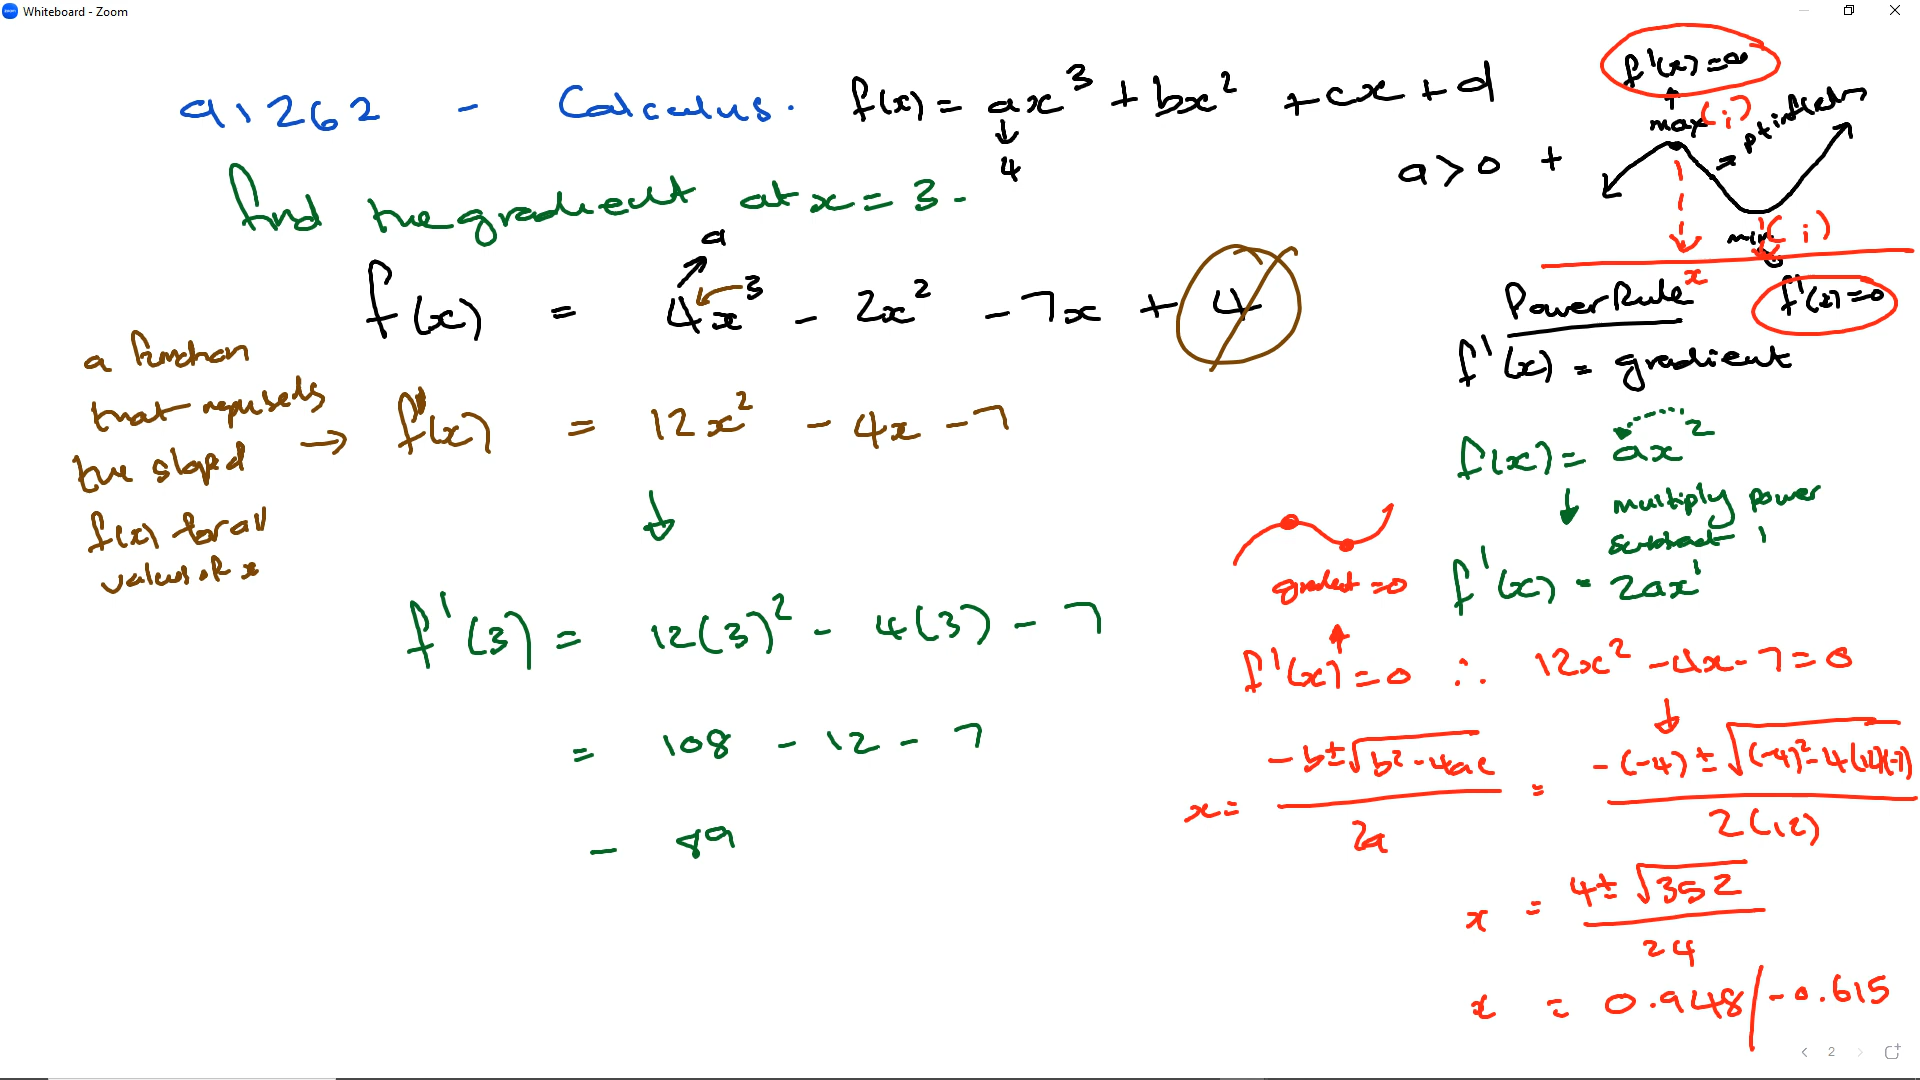 Whiteboard - Zoom
91262 - Calculus. f(x) = ax³ + bx² + cx + d
↓
4
a > 0 +
f'(x) = 0
max (i)
pt inflection
min (i)
x
f'(x) = 0
find the gradient at x = 3.
a
f(x) = 4x³ - 2x² - 7x + 4
a function
that represents
the slope of
f(x) for all
values of x
→ f'(x) = 12x² - 4x - 7
↓
f'(3) = 12(3)² - 4(3) - 7
= 108 - 12 - 7
- 89
Power Rule
f'(x) = gradient
f(x) = ax²
↓ multiply power
subtract 1
f'(x) = 2ax¹
gradient = 0
f'(x) = 0 ∴ 12x² - 4x - 7 = 0
↓
x = -b ± √b² - 4ac / 2a = -(-4) ± √(-4)² - 4(12)(-7) / 2(12)
x = 4 ± √352 / 24
x = 0.948 / -0.615
2